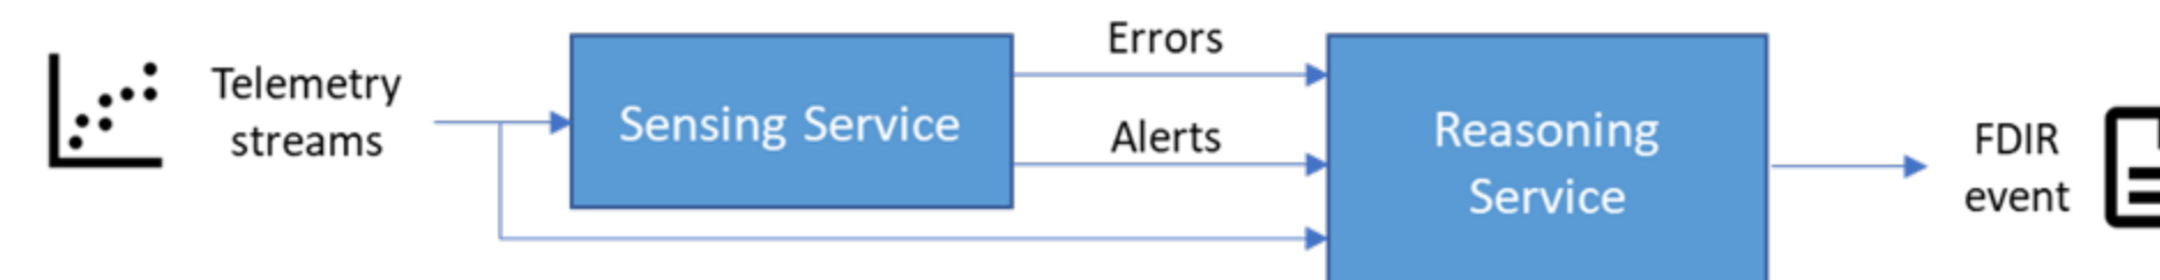 Telemetry
streams
Sensing Service
Errors
Alerts
Reasoning
Service
FDIR
event